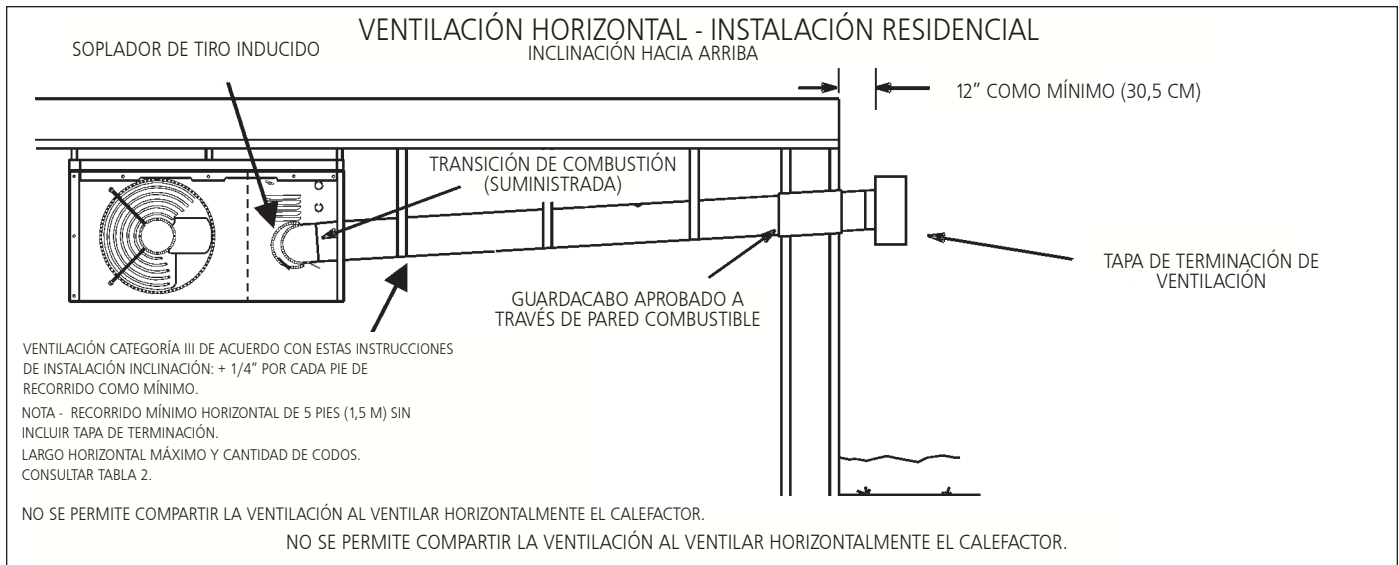 VENTILACIÓN HORIZONTAL - INSTALACIÓN RESIDENCIAL
INCLINACIÓN HACIA ARRIBA
SOPLADOR DE TIRO INDUCIDO
12” COMO MÍNIMO (30,5 CM)
TRANSICIÓN DE COMBUSTIÓN
(SUMINISTRADA)
TAPA DE TERMINACIÓN DE
VENTILACIÓN
GUARDACABO APROBADO A
TRAVÉS DE PARED COMBUSTIBLE
VENTILACIÓN CATEGORÍA III DE ACUERDO CON ESTAS INSTRUCCIONES
DE INSTALACIÓN INCLINACIÓN: + 1/4” POR CADA PIE DE
RECORRIDO COMO MÍNIMO.
NOTA - RECORRIDO MÍNIMO HORIZONTAL DE 5 PIES (1,5 M) SIN
INCLUIR TAPA DE TERMINACIÓN.
LARGO HORIZONTAL MÁXIMO Y CANTIDAD DE CODOS.
CONSULTAR TABLA 2.
NO SE PERMITE COMPARTIR LA VENTILACIÓN AL VENTILAR HORIZONTALMENTE EL CALEFACTOR.
NO SE PERMITE COMPARTIR LA VENTILACIÓN AL VENTILAR HORIZONTALMENTE EL CALEFACTOR.